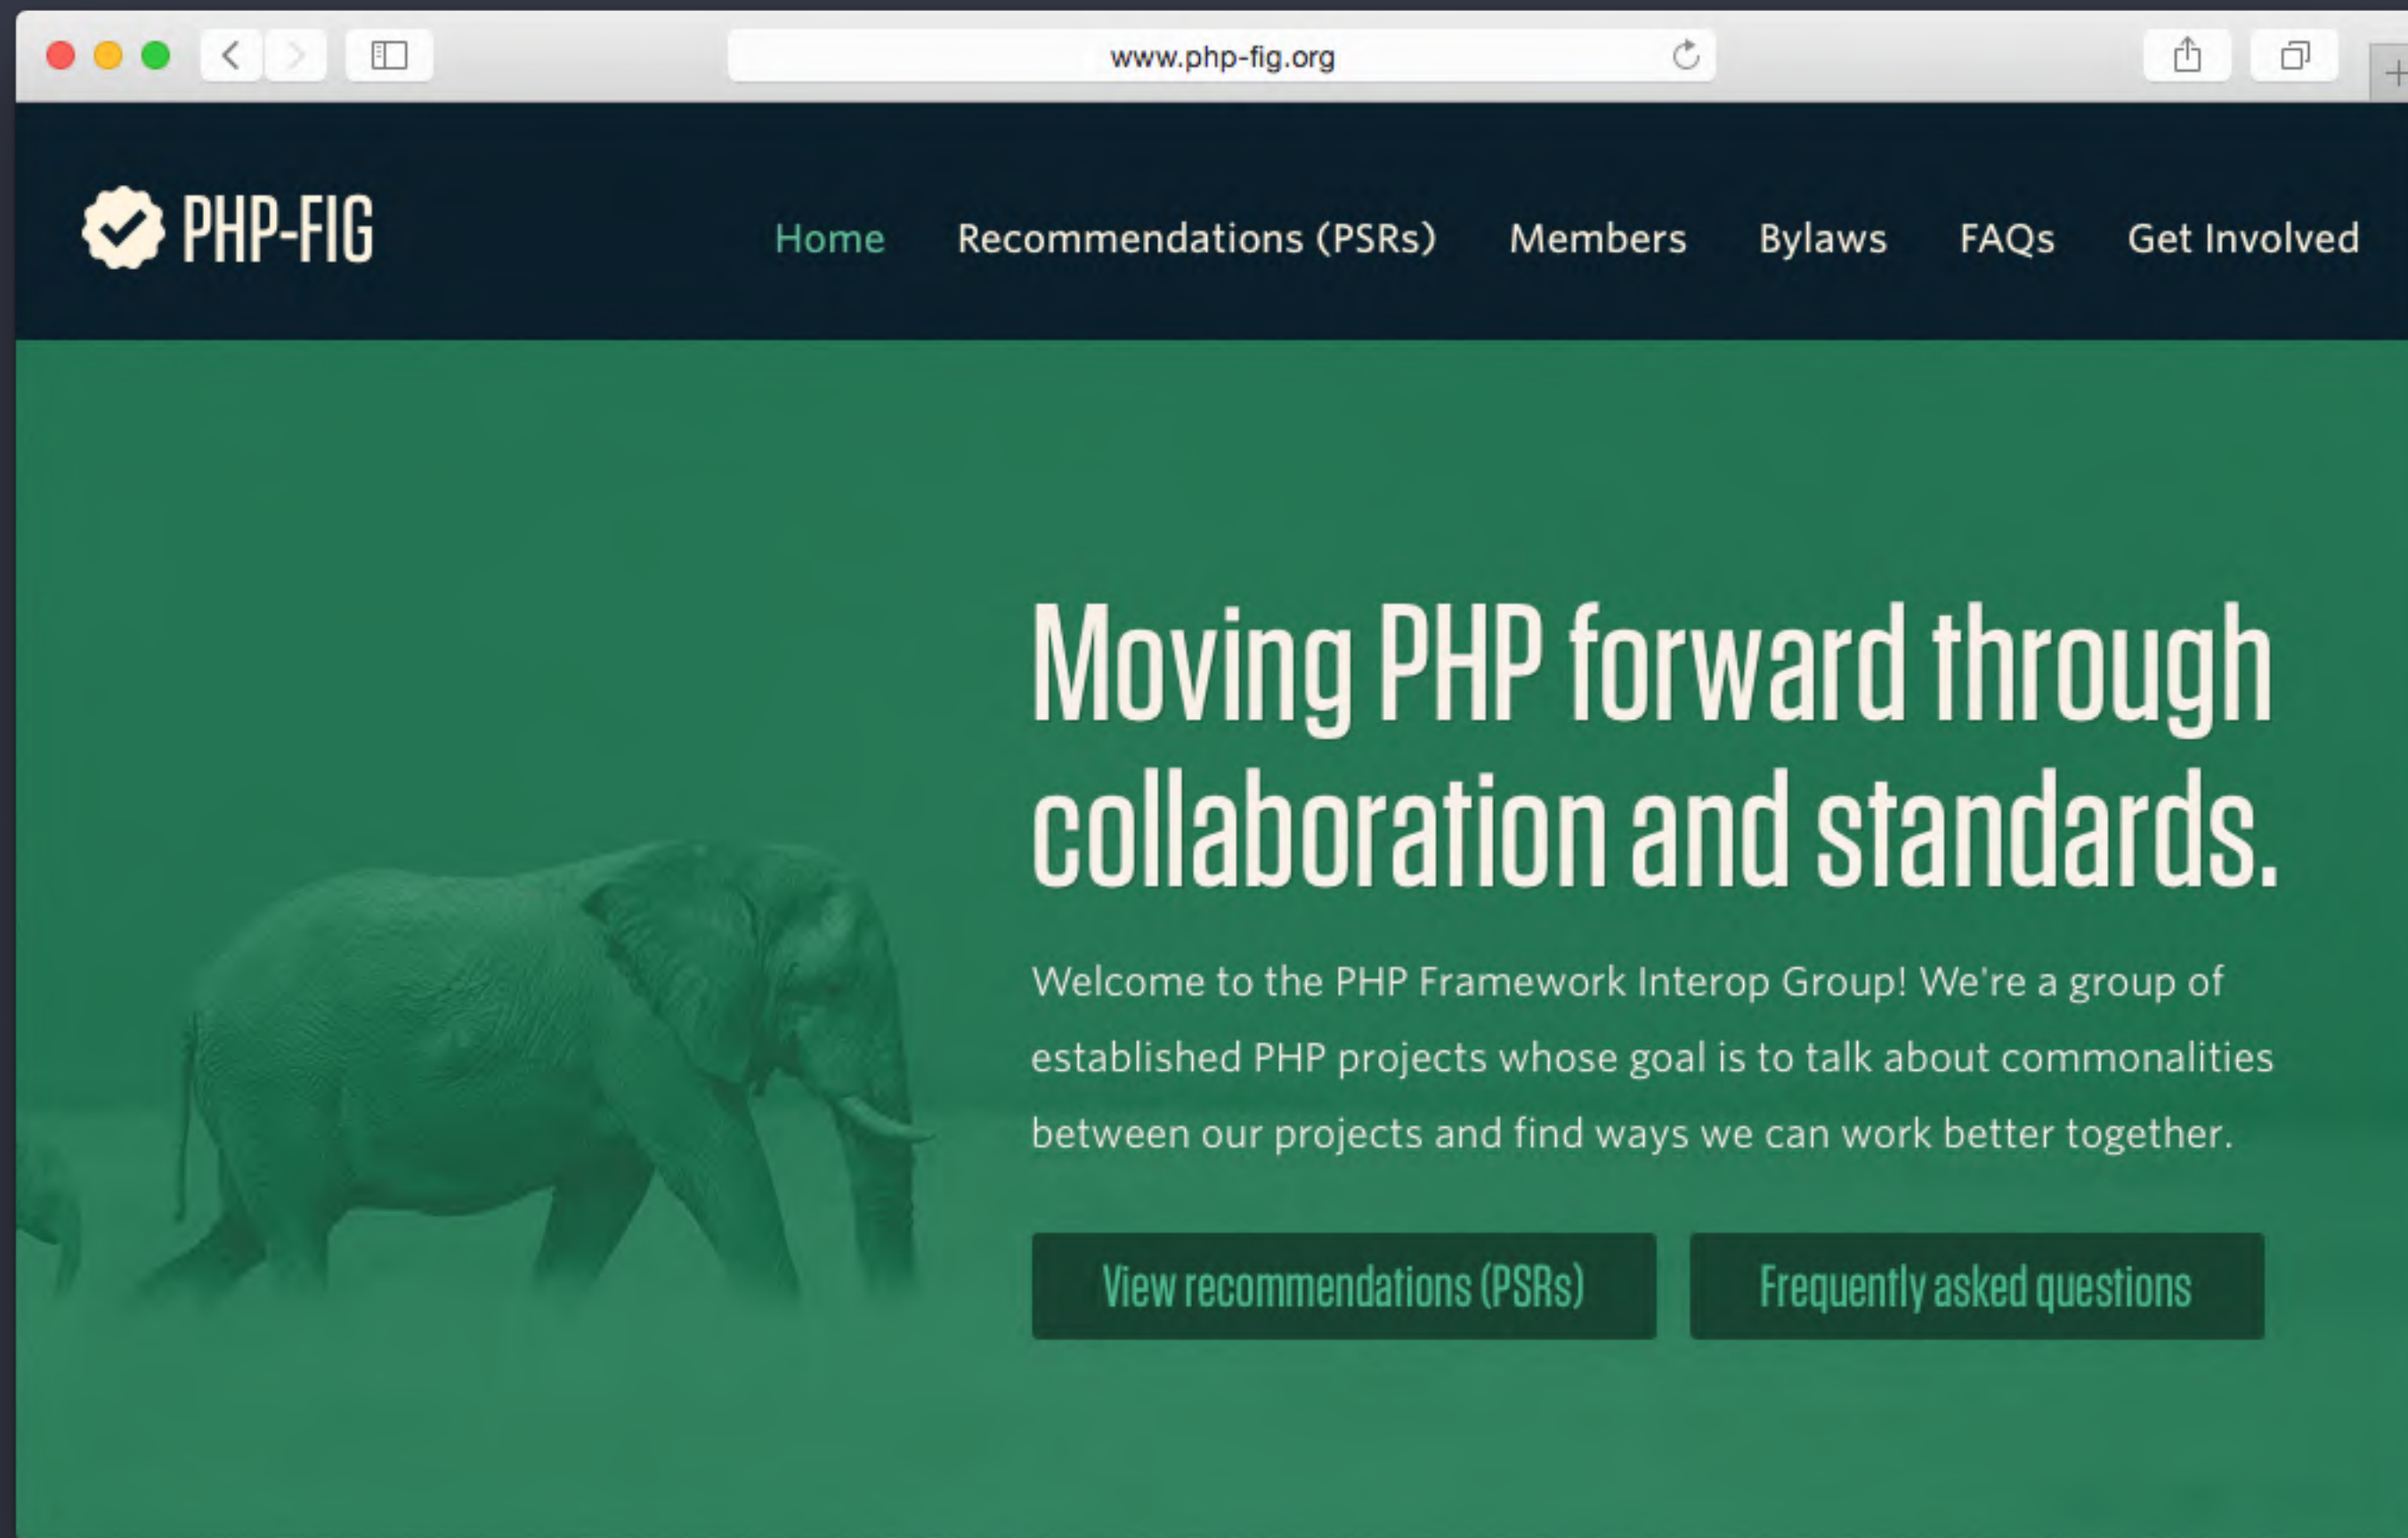 www.php-fig.org
PHP-FIG
Home Recommendations (PSRs) Members Bylaws FAQs Get Involved
Moving PHP forward through
collaboration and standards.
Welcome to the PHP Framework Interop Group! We're a group of
established PHP projects whose goal is to talk about commonalities
between our projects and find ways we can work better together.
View recommendations (PSRs) Frequently asked questions